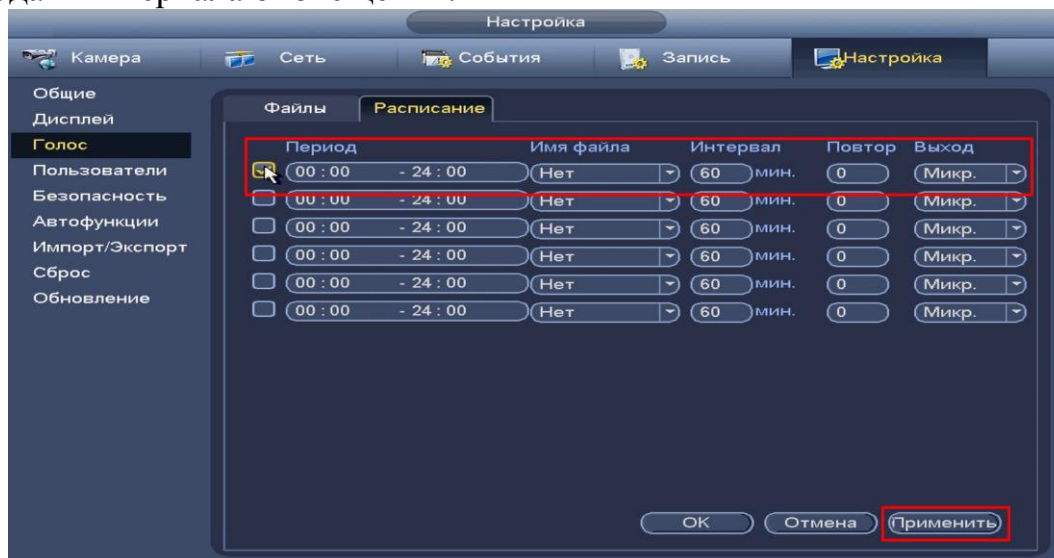 Настройка
Камера Сеть События Запись Настройка
Общие
Дисплей
Голос
Пользователи
Безопасность
Автофункции
Импорт/Экспорт
Сброс
Обновление
Файлы Расписание
Период Имя файла Интервал Повтор Выход
00 : 00 - 24 : 00 Нет 60 мин. 0 Микр.
00 : 00 - 24 : 00 Нет 60 мин. 0 Микр.
00 : 00 - 24 : 00 Нет 60 мин. 0 Микр.
00 : 00 - 24 : 00 Нет 60 мин. 0 Микр.
00 : 00 - 24 : 00 Нет 60 мин. 0 Микр.
00 : 00 - 24 : 00 Нет 60 мин. 0 Микр.
OK Отмена Применить